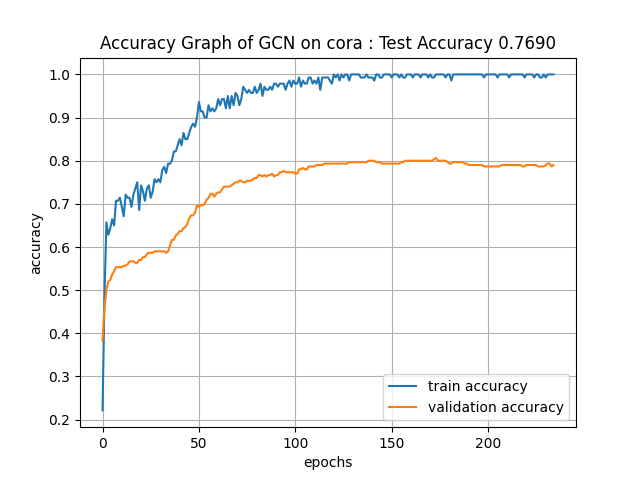 Accuracy Graph of GCN on cora : Test Accuracy 0.7690
1.0
0.9
0.8
0.7
0.6
0.5
0.4
0.3
0.2
accuracy
train accuracy
validation accuracy
0 50 100 150 200
epochs